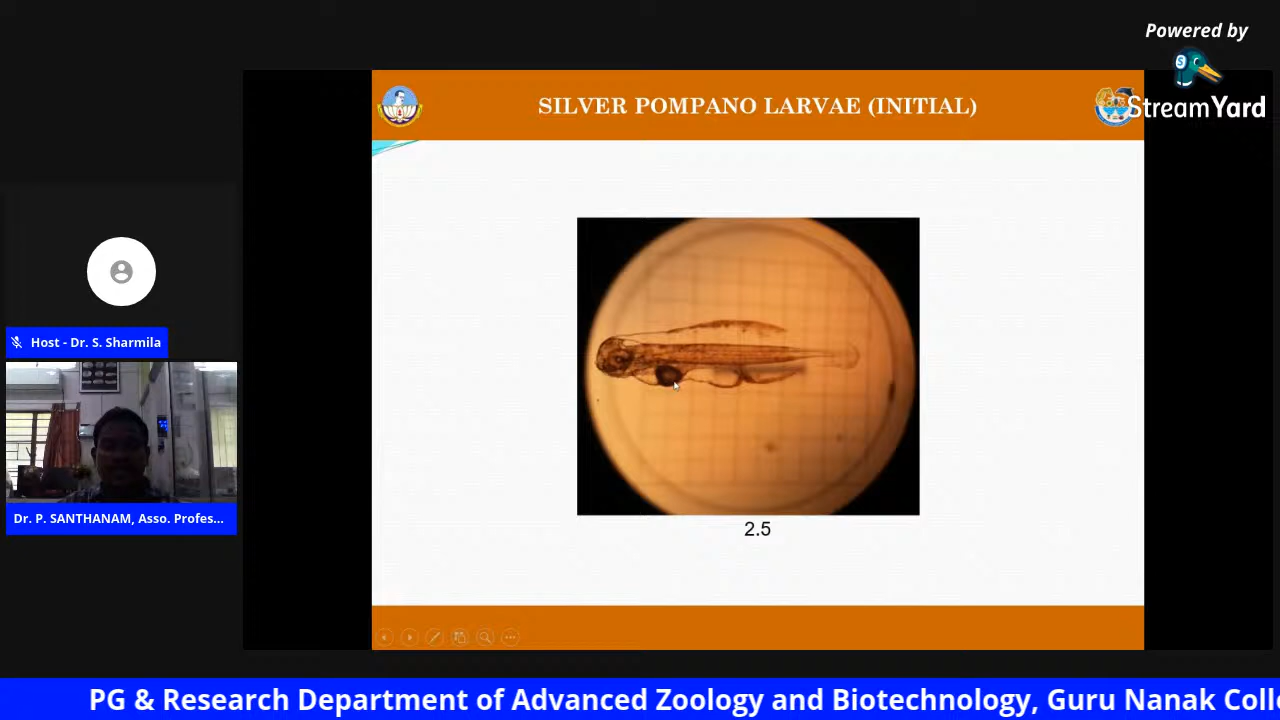 Powered by
StreamYard
SILVER POMPANO LARVAE (INITIAL)
Host - Dr. S. Sharmila
2.5
Dr. P. SANTHANAM, Asso. Profes...
PG & Research Department of Advanced Zoology and Biotechnology, Guru Nanak Coll